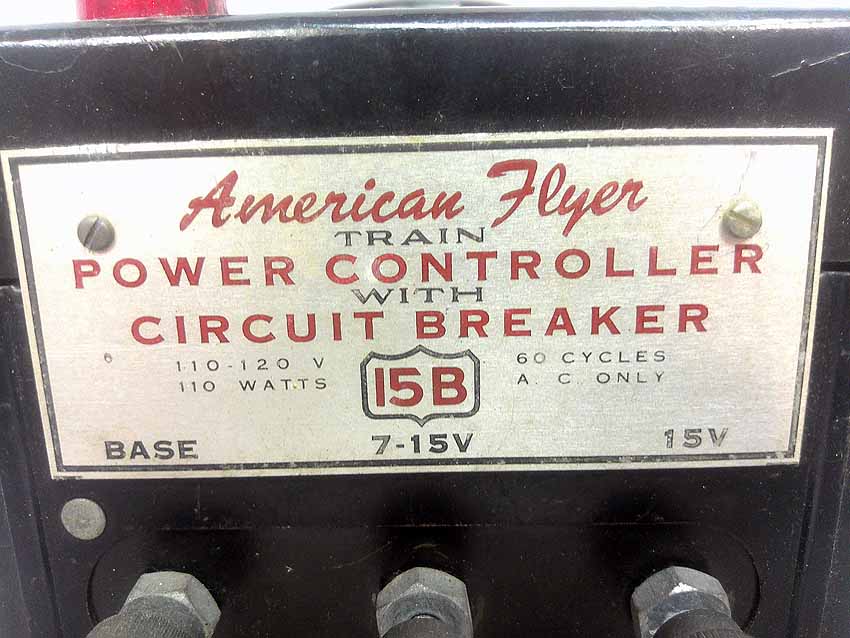 American Flyer
TRAIN
POWER CONTROLLER
WITH
CIRCUIT BREAKER
110-120 V
110 WATTS
15B
60 CYCLES
A. C. ONLY
BASE
7-15V
15V